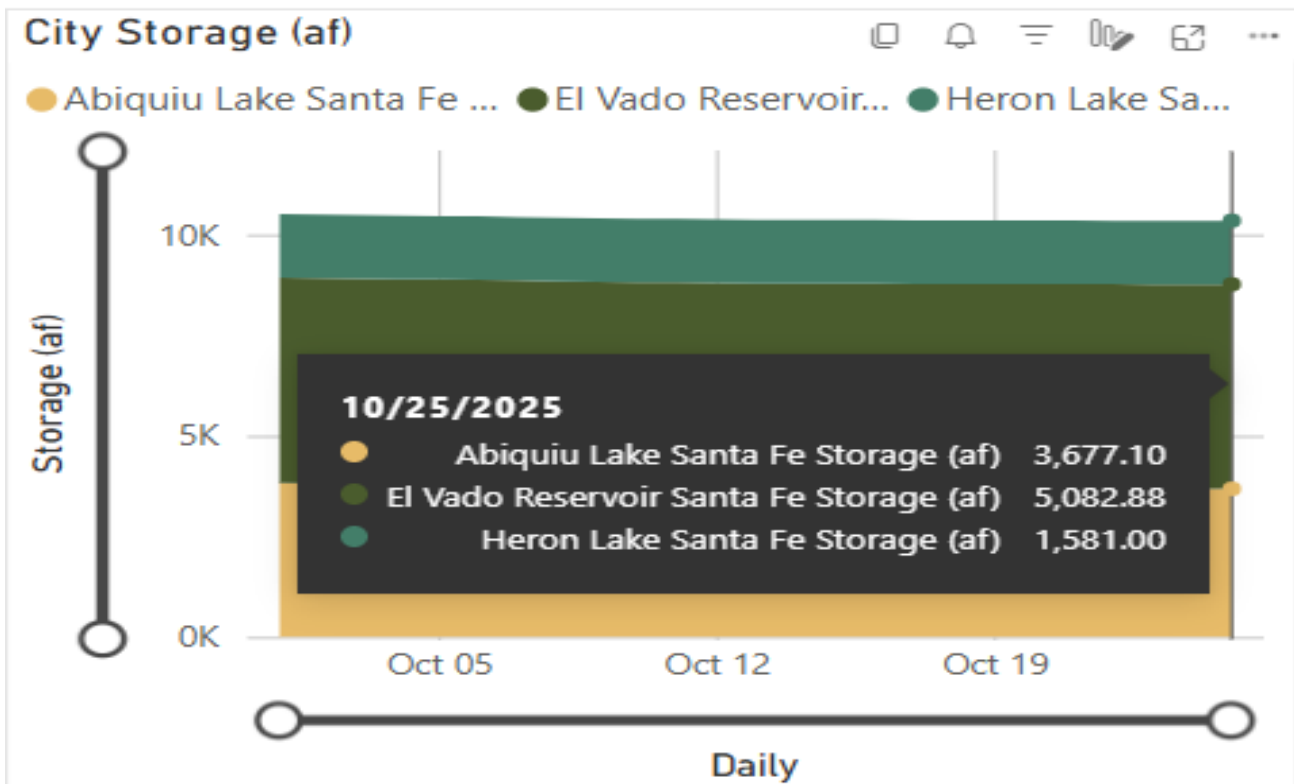 City Storage (af)
Abiquiu Lake Santa Fe ... El Vado Reservoir... Heron Lake Sa...
Storage (af)
10K
5K
0K
10/25/2025
Abiquiu Lake Santa Fe Storage (af) 3,677.10
El Vado Reservoir Santa Fe Storage (af) 5,082.88
Heron Lake Santa Fe Storage (af) 1,581.00
Oct 05 Oct 12 Oct 19
Daily